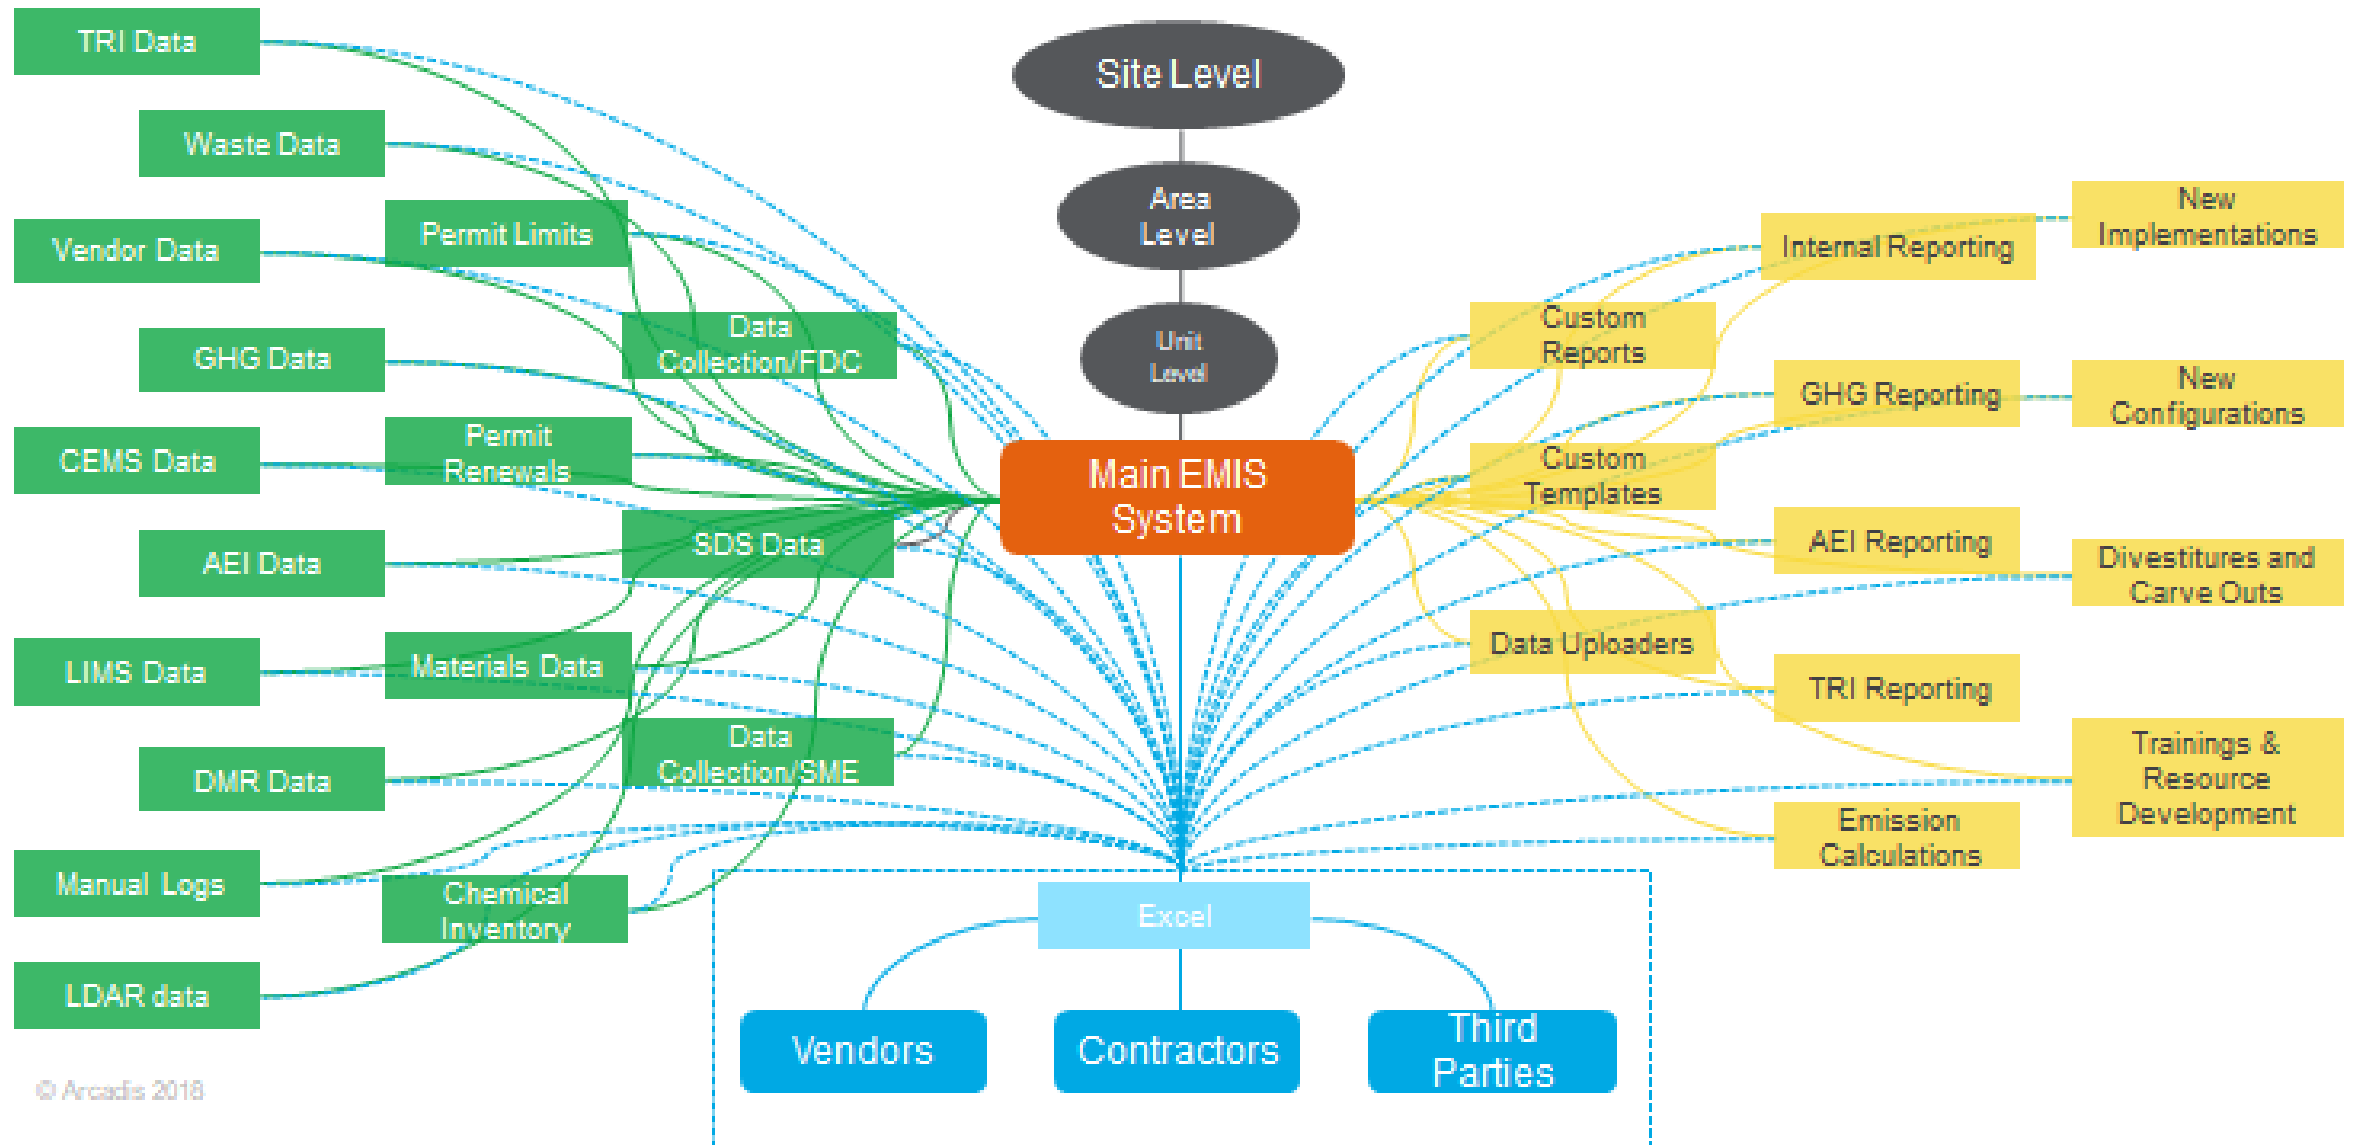 TRI Data
Waste Data
Vendor Data
Permit Limits
GHG Data
Data
Collection/FDC
CEMS Data
Permit
Renewals
AEI Data
SDS Data
LIMS Data
Materials Data
DMR Data
Data
Collection/SME
Manual Logs
Chemical
Inventory
LDAR data
Site Level
Area
Level
Unit
Level
Main EMIS
System
Excel
Vendors
Contractors
Third
Parties
Custom
Reports
Custom
Templates
Data Uploaders
Internal Reporting
GHG Reporting
AEI Reporting
TRI Reporting
Emission
Calculations
New
Implementations
New
Configurations
Divestitures and
Carve Outs
Trainings &
Resource
Development
© Arcadis 2018